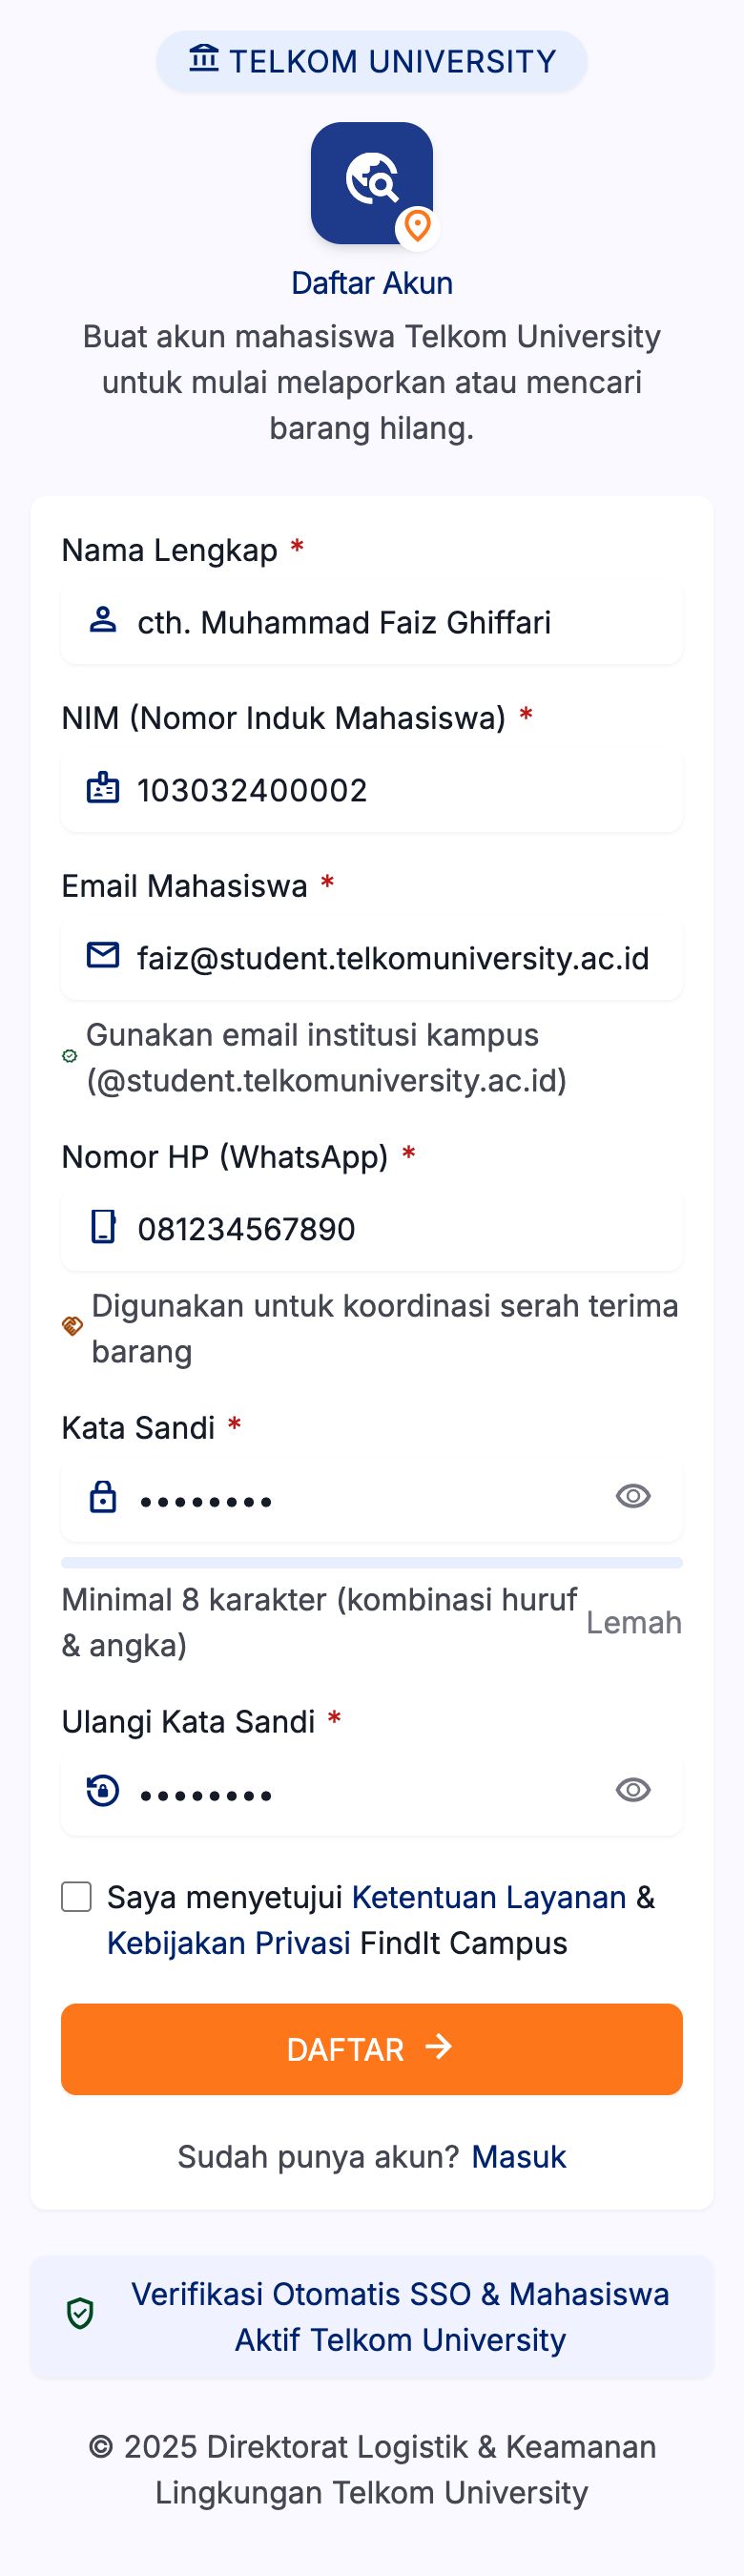 TELKOM UNIVERSITY
Daftar Akun
Buat akun mahasiswa Telkom University
untuk mulai melaporkan atau mencari
barang hilang.
Nama Lengkap *
cth. Muhammad Faiz Ghiffari
NIM (Nomor Induk Mahasiswa) *
103032400002
Email Mahasiswa *
faiz@student.telkomuniversity.ac.id
Gunakan email institusi kampus
(@student.telkomuniversity.ac.id)
Nomor HP (WhatsApp) *
081234567890
Digunakan untuk koordinasi serah terima
barang
Kata Sandi *
••••••••
Minimal 8 karakter (kombinasi huruf
& angka)
Lemah
Ulangi Kata Sandi *
••••••••
Saya menyetujui Ketentuan Layanan &
Kebijakan Privasi FindIt Campus
DAFTAR →
Sudah punya akun? Masuk
Verifikasi Otomatis SSO & Mahasiswa
Aktif Telkom University
© 2025 Direktorat Logistik & Keamanan
Lingkungan Telkom University